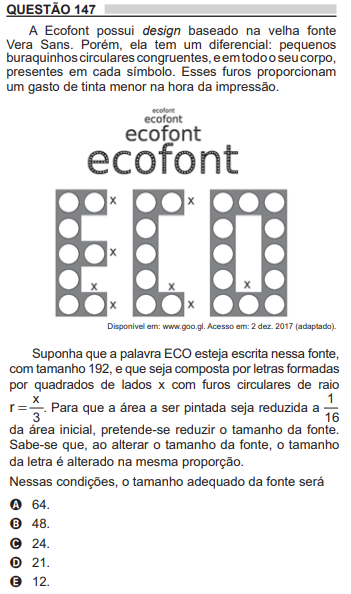 QUESTÃO 147
A Ecofont possui design baseado na velha fonte
Vera Sans. Porém, ela tem um diferencial: pequenos
buraquinhos circulares congruentes, e em todo o seu corpo,
presentes em cada símbolo. Esses furos proporcionam
um gasto de tinta menor na hora da impressão.
ecofont
ecofont
ecofont
ecofont
x x
ECO
x
x x x
x x
Disponível em: www.goo.gl. Acesso em: 2 dez. 2017 (adaptado).
Suponha que a palavra ECO esteja escrita nessa fonte,
com tamanho 192, e que seja composta por letras formadas
por quadrados de lados x com furos circulares de raio
r = x/3. Para que a área a ser pintada seja reduzida a 1/16
da área inicial, pretende-se reduzir o tamanho da fonte.
Sabe-se que, ao alterar o tamanho da fonte, o tamanho
da letra é alterado na mesma proporção.
Nessas condições, o tamanho adequado da fonte será
A 64.
B 48.
C 24.
D 21.
E 12.